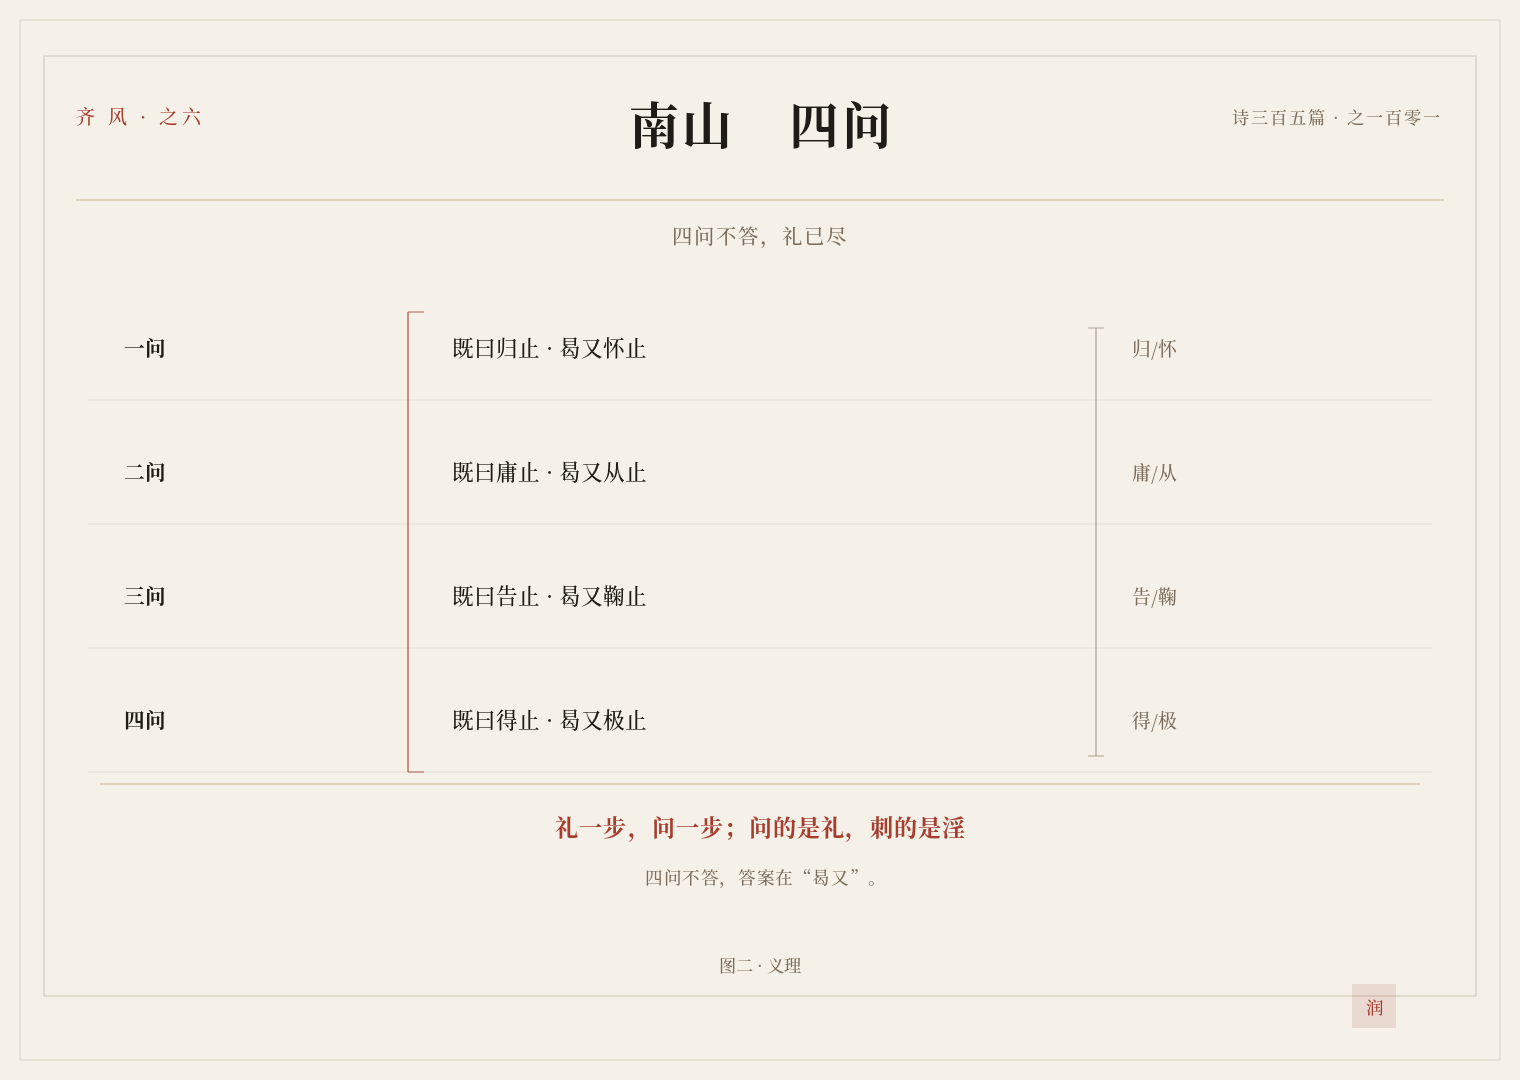 齐 风 · 之六
南山 四问
诗三百五篇 · 之一百零一
四问不答，礼已尽
一问 既曰归止 · 曷又怀止 归/怀
二问 既曰庸止 · 曷又从止 庸/从
三问 既曰告止 · 曷又鞠止 告/鞠
四问 既曰得止 · 曷又极止 得/极
礼一步，问一步；问的是礼，刺的是淫
四问不答，答案在“曷又”。
图二 · 义理
润